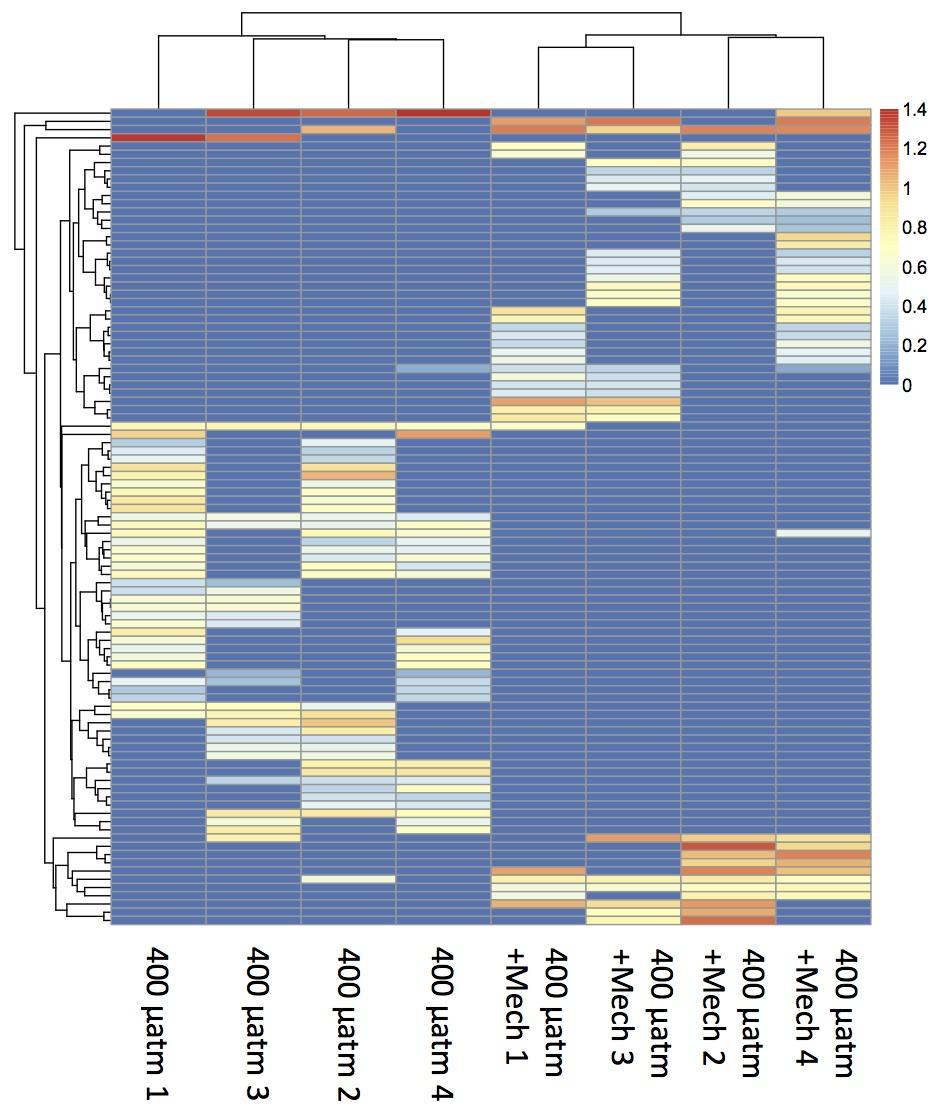 1.4
1.2
1
0.8
0.6
0.4
0.2
0
400 µatm 1
400 µatm 3
400 µatm 2
400 µatm 4
400 µatm
+Mech 1
400 µatm
+Mech 3
400 µatm
+Mech 2
400 µatm
+Mech 4